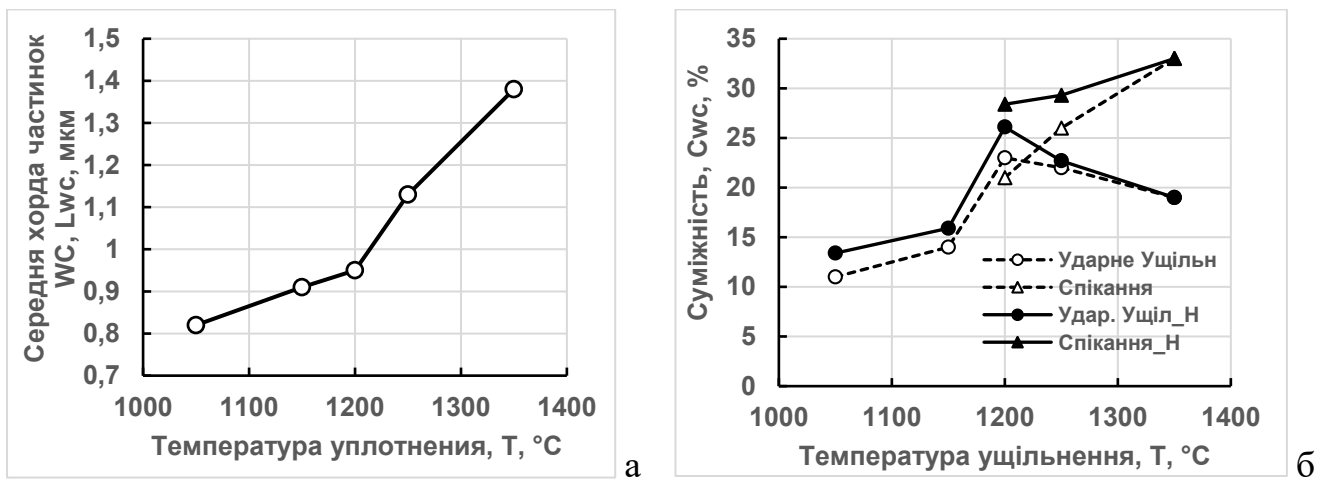 Середня хорда частинок
WC, Lwc, мкм
1,5
1,4
1,3
1,2
1,1
1
0,9
0,8
0,7
1000 1100 1200 1300 1400
Температура уплотнения, Т, °С
а
Суміжність, Cwc, %
35
30
25
20
15
10
5
0
Ударне Ущільн
Спікання
Удар. Ущіл_Н
Спікання_Н
1000 1100 1200 1300 1400
Температура ущільнення, Т, °С
б